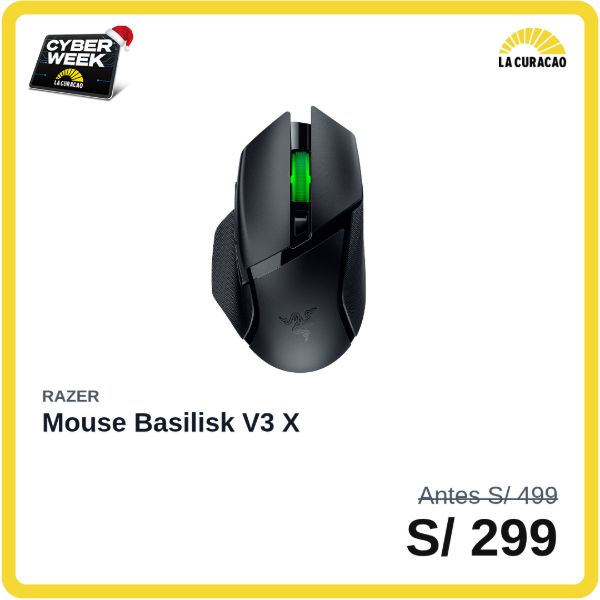 CYBER
WEEK
LA CURACAO
LA CURACAO
RAZER
Mouse Basilisk V3 X
Antes S/ 499
S/ 299